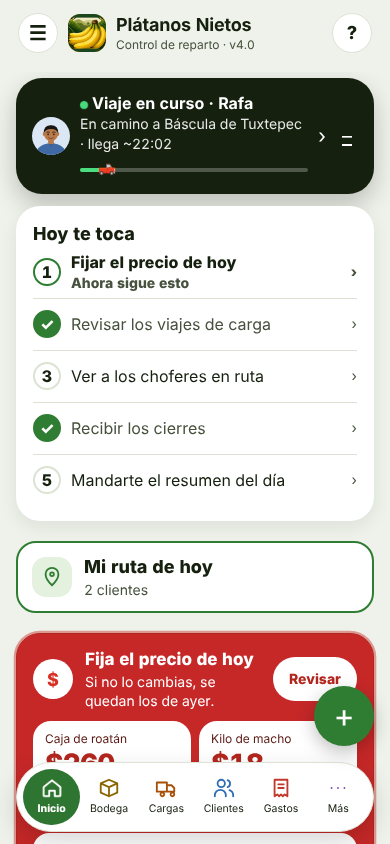 Plátanos Nietos
Control de reparto · v4.0
?
Viaje en curso · Rafa
En camino a Báscula de Tuxtepec
· llega ~22:02
Hoy te toca
1
Fijar el precio de hoy
Ahora sigue esto
Revisar los viajes de carga
3
Ver a los choferes en ruta
Recibir los cierres
5
Mandarte el resumen del día
Mi ruta de hoy
2 clientes
$
Fija el precio de hoy
Si no lo cambias, se
quedan los de ayer.
Revisar
+
Caja de roatán
Kilo de macho
$260
$18
Inicio
Bodega
Cargas
Clientes
Gastos
Más